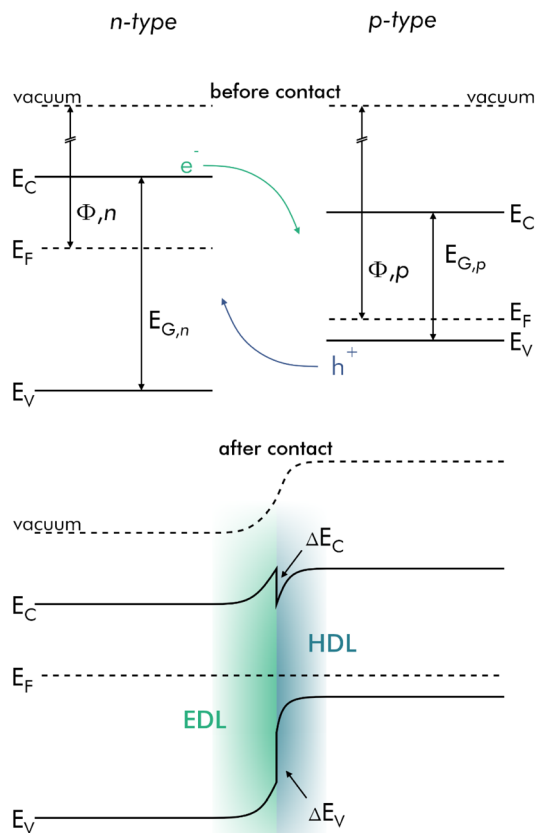 n-type
p-type
before contact
vacuum
vacuum
e⁻
E_C
Φ,n
E_F
E_G,n
E_V
E_C
E_G,p
Φ,p
E_F
E_V
h⁺
after contact
vacuum
ΔE_C
E_C
HDL
E_F
EDL
ΔE_V
E_V